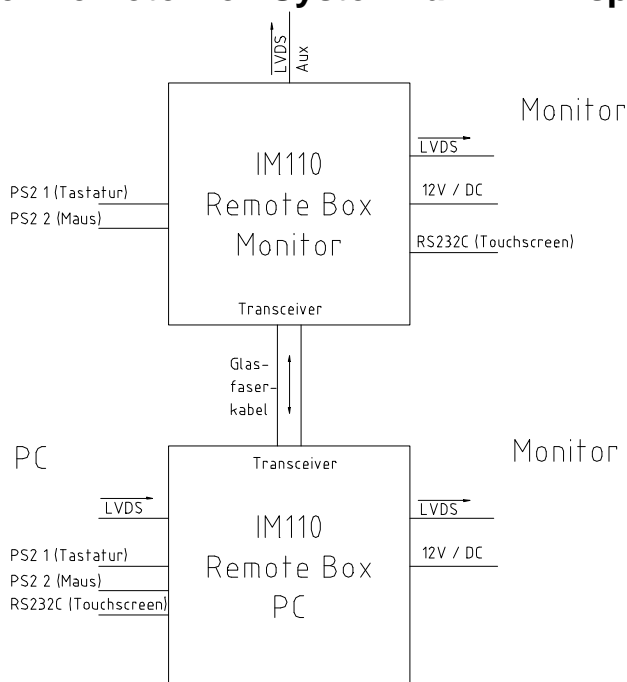 LVDS
Aux
Monitor
IM110
Remote Box
Monitor
PS2 1 (Tastatur)
PS2 2 (Maus)
LVDS
12V / DC
RS232C (Touchscreen)
Transceiver
Glas-
faser-
kabel
PC
Monitor
Transceiver
LVDS
IM110
Remote Box
PC
PS2 1 (Tastatur)
PS2 2 (Maus)
RS232C (Touchscreen)
LVDS
12V / DC